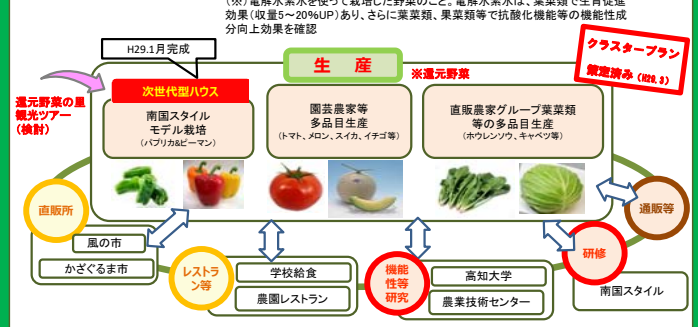 (※)電解水素水を使って栽培した野菜のこと。電解水素水は、葉菜類で生育促進
効果(収量5~20%UP)あり、さらに葉菜類、果菜類等で抗酸化機能等の機能性成
分向上効果を確認
H29.1月完成
生 産
※還元野菜
クラスタープラン
策定済み(H29.3)
還元野菜の里
観光ツアー
(検討)
次世代型ハウス
南国スタイル
モデル栽培
(パプリカ&ピーマン)
園芸農家等
多品目生産
(トマト、メロン、スイカ、イチゴ等)
直販農家グループ葉菜類
等の多品目生産
(ホウレンソウ、キャベツ等)
直販所
風の市
かざぐるま市
レストラ
ン等
学校給食
農園レストラン
機能
性等
研究
高知大学
農業技術センター
研修
南国スタイル
通販等